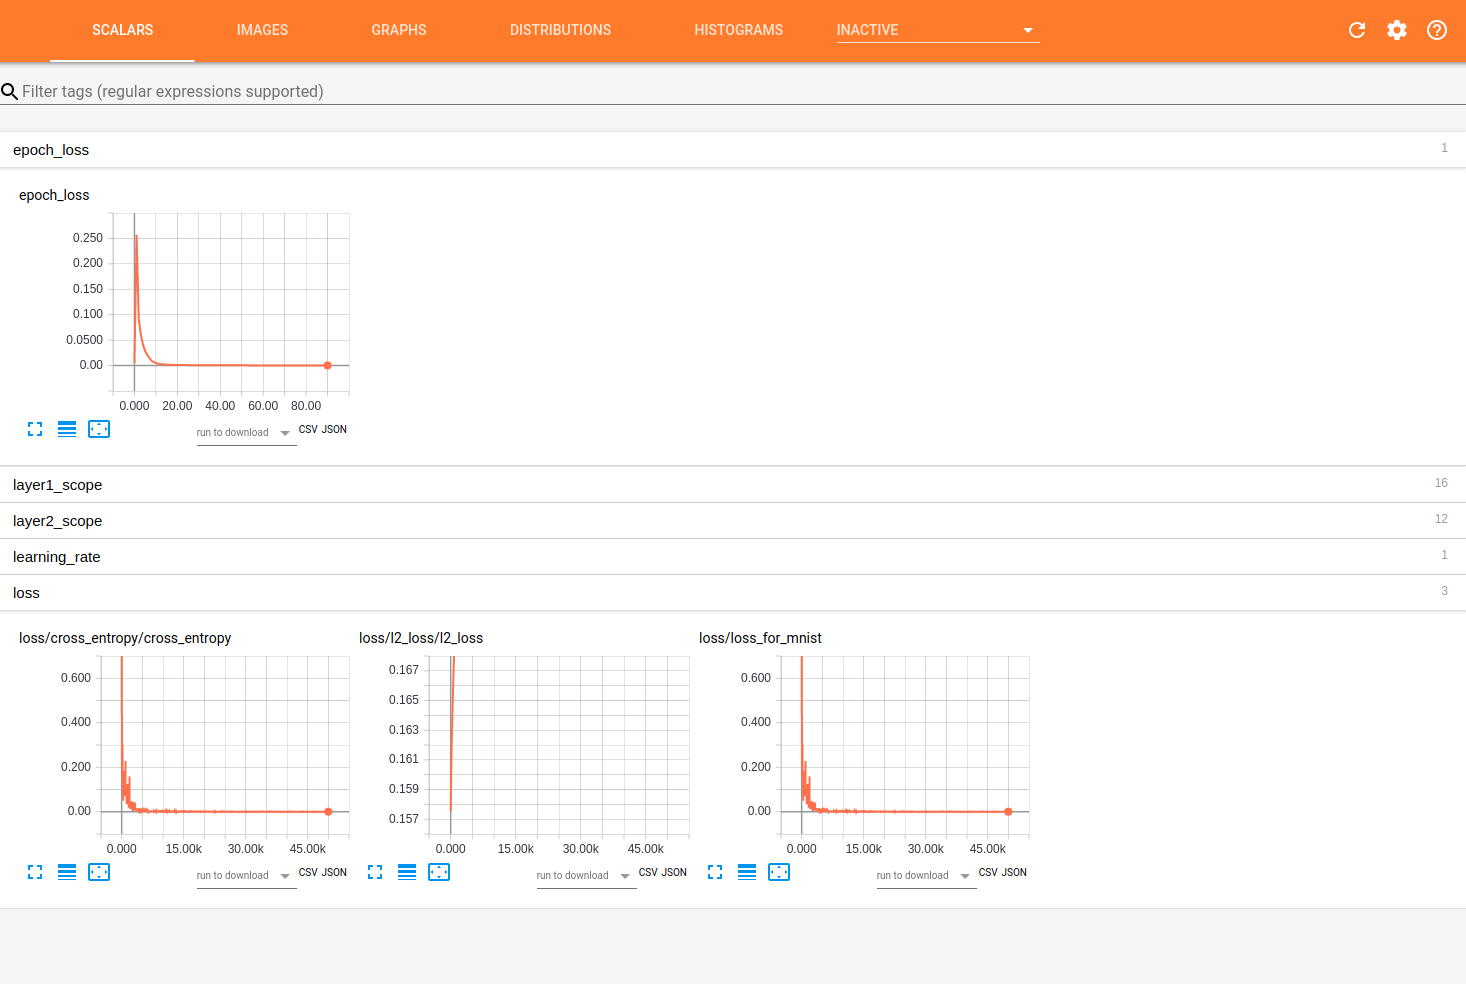 SCALARS IMAGES GRAPHS DISTRIBUTIONS HISTOGRAMS INACTIVE
Filter tags (regular expressions supported)
epoch_loss 1
epoch_loss
0.250
0.200
0.150
0.100
0.0500
0.00
0.000 20.00 40.00 60.00 80.00
run to download CSV JSON
layer1_scope 16
layer2_scope 12
learning_rate 1
loss 3
loss/cross_entropy/cross_entropy
0.600
0.400
0.200
0.00
0.000 15.00k 30.00k 45.00k
run to download CSV JSON
loss/l2_loss/l2_loss
0.167
0.165
0.163
0.161
0.159
0.157
0.000 15.00k 30.00k 45.00k
run to download CSV JSON
loss/loss_for_mnist
0.600
0.400
0.200
0.00
0.000 15.00k 30.00k 45.00k
run to download CSV JSON